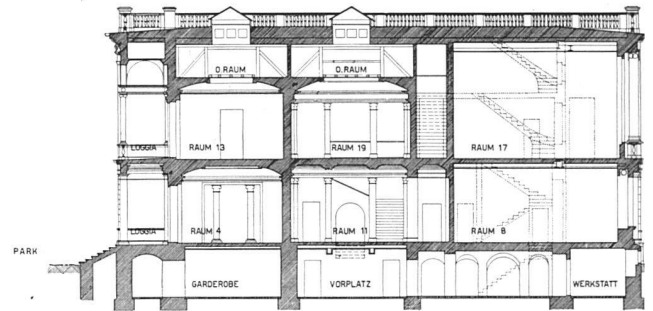 O.RAUM O.RAUM
LOGGIA RAUM 13 RAUM 19 RAUM 17
LOGGIA RAUM 4 RAUM 11 RAUM 8
PARK
GARDEROBE VORPLATZ WERKSTATT